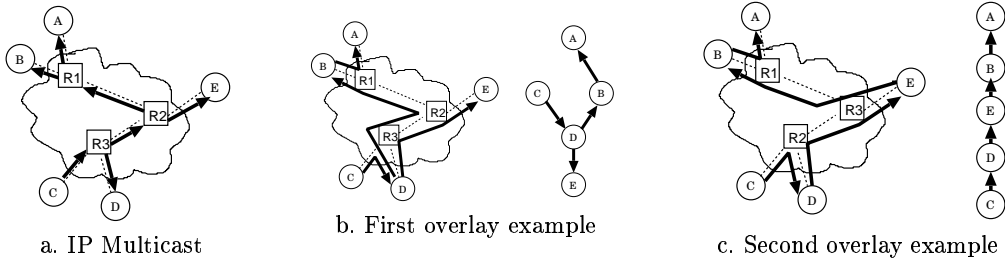 A
B
R1
E
R2
R3
C
D
a. IP Multicast
A
B
R1
E
R2
R3
C
D
A
C
B
D
E
b. First overlay example
A
B
R1
E
R3
R2
C
D
A
B
E
D
C
c. Second overlay example